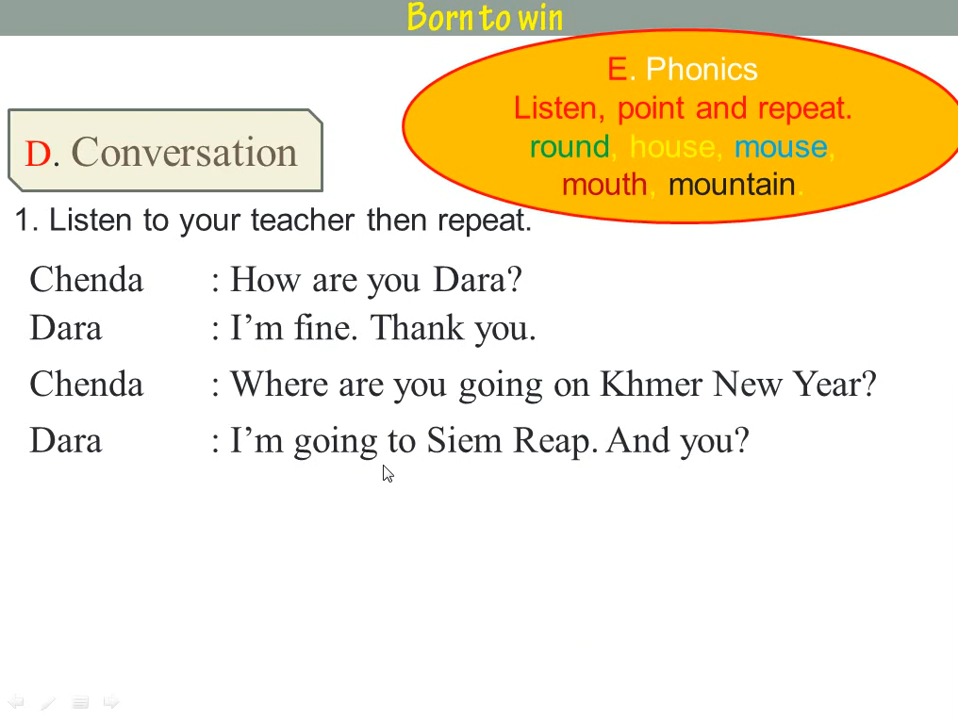 Born to win
E. Phonics
Listen, point and repeat.
round, house, mouse,
mouth, mountain.
D. Conversation
1. Listen to your teacher then repeat.
Chenda : How are you Dara?
Dara : I’m fine. Thank you.
Chenda : Where are you going on Khmer New Year?
Dara : I’m going to Siem Reap. And you?